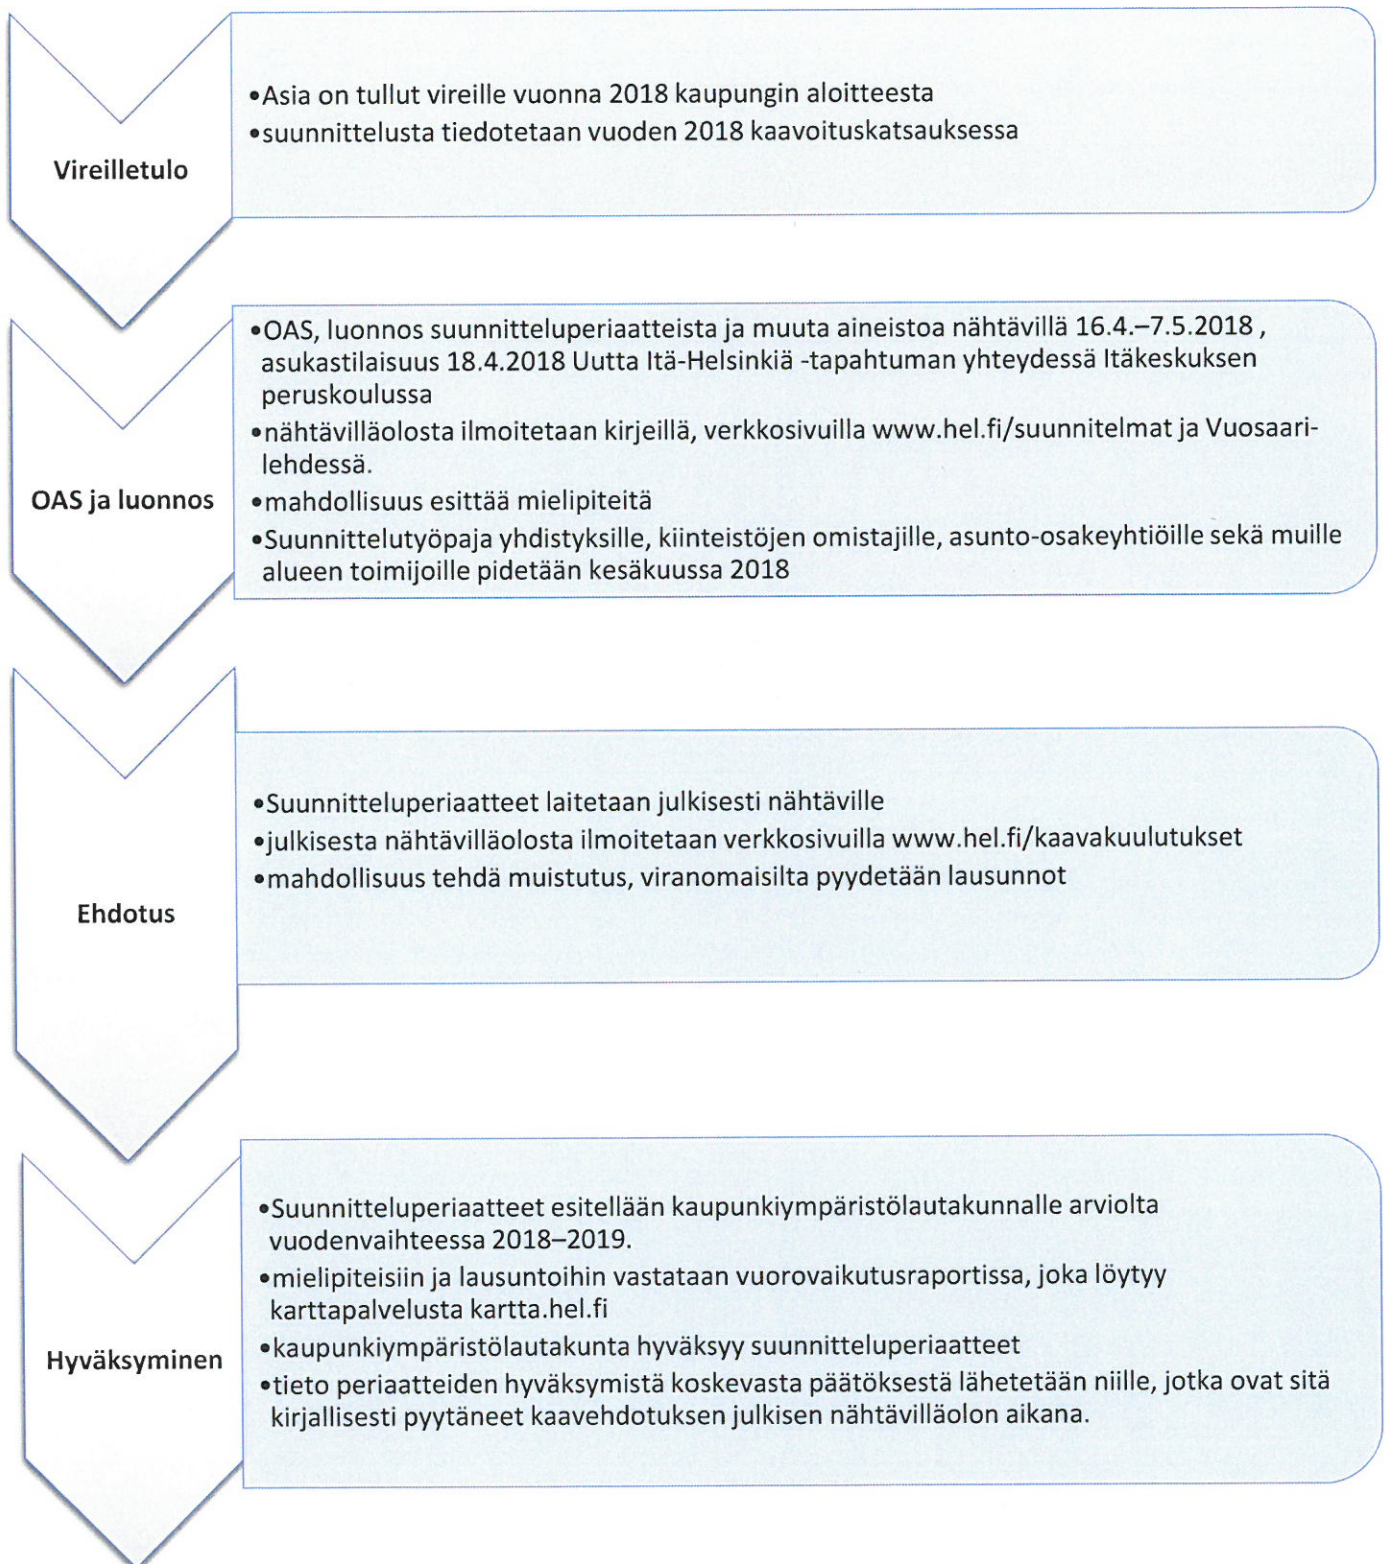 Vireilletulo
•Asia on tullut vireille vuonna 2018 kaupungin aloitteesta
•suunnittelusta tiedotetaan vuoden 2018 kaavoituskatsauksessa
OAS ja luonnos
•OAS, luonnos suunnitteluperiaatteista ja muuta aineistoa nähtävillä 16.4.–7.5.2018 ,
asukastilaisuus 18.4.2018 Uutta Itä-Helsinkiä -tapahtuman yhteydessä Itäkeskuksen
peruskoulussa
•nähtävilläolosta ilmoitetaan kirjeillä, verkkosivuilla www.hel.fi/suunnitelmat ja Vuosaari-
lehdessä.
•mahdollisuus esittää mielipiteitä
•Suunnittelutyöpaja yhdistyksille, kiinteistöjen omistajille, asunto-osakeyhtiöille sekä muille
alueen toimijoille pidetään kesäkuussa 2018
Ehdotus
•Suunnitteluperiaatteet laitetaan julkisesti nähtäville
•julkisesta nähtävilläolosta ilmoitetaan verkkosivuilla www.hel.fi/kaavakuulutukset
•mahdollisuus tehdä muistutus, viranomaisilta pyydetään lausunnot
Hyväksyminen
•Suunnitteluperiaatteet esitellään kaupunkiympäristölautakunnalle arviolta
vuodenvaihteessa 2018–2019.
•mielipiteisiin ja lausuntoihin vastataan vuorovaikutusraportissa, joka löytyy
karttapalvelusta kartta.hel.fi
•kaupunkiympäristölautakunta hyväksyy suunnitteluperiaatteet
•tieto periaatteiden hyväksymistä koskevasta päätöksestä lähetetään niille, jotka ovat sitä
kirjallisesti pyytäneet kaavehdotuksen julkisen nähtävilläolon aikana.